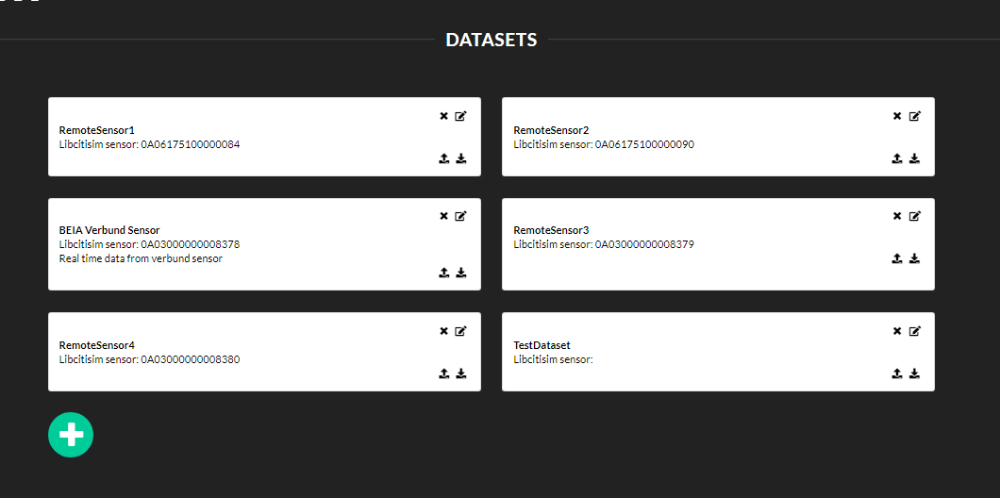 DATASETS
RemoteSensor1
Libcitisim sensor: 0A06175100000084
RemoteSensor2
Libcitisim sensor: 0A06175100000090
BEIA Verbund Sensor
Libcitisim sensor: 0A03000000008378
Real time data from verbund sensor
RemoteSensor3
Libcitisim sensor: 0A03000000008379
RemoteSensor4
Libcitisim sensor: 0A03000000008380
TestDataset
Libcitisim sensor: